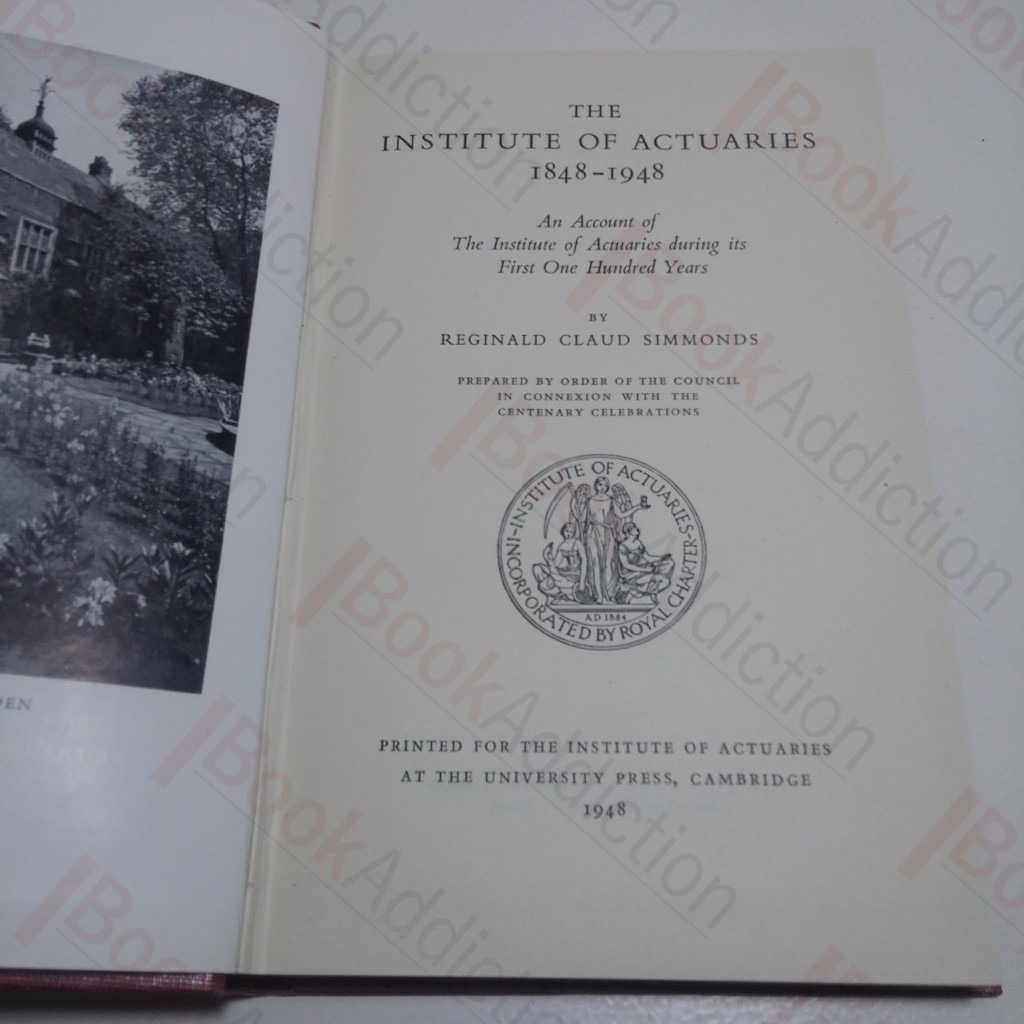 THE
INSTITUTE OF ACTUARIES
1848–1948
An Account of
The Institute of Actuaries during its
First One Hundred Years
BY
REGINALD CLAUD SIMMONDS
PREPARED BY ORDER OF THE COUNCIL
IN CONNEXION WITH THE
CENTENARY CELEBRATIONS
INSTITUTE OF ACTUARIES
INCORPORATED BY ROYAL CHARTER
AD 1884
PRINTED FOR THE INSTITUTE OF ACTUARIES
AT THE UNIVERSITY PRESS, CAMBRIDGE
1948
BookAddiction